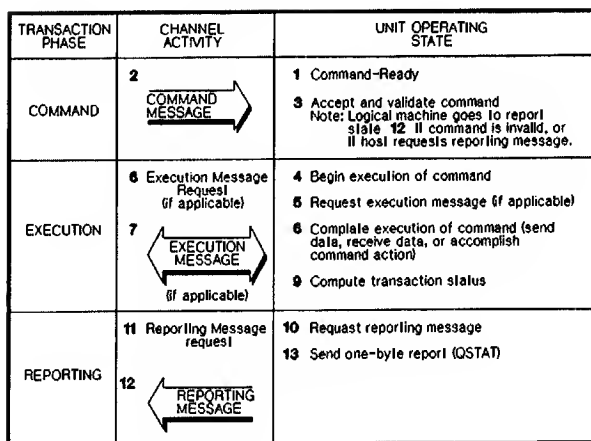 TRANSACTION PHASE
CHANNEL ACTIVITY
UNIT OPERATING STATE
COMMAND
2
COMMAND MESSAGE
1 Command-Ready
3 Accept and validate command
Note: Logical machine goes to report
state 12 if command is invalid, or
if host requests reporting message.
EXECUTION
6 Execution Message
Request
(if applicable)
7
EXECUTION
MESSAGE
(if applicable)
4 Begin execution of command
5 Request execution message (if applicable)
6 Complete execution of command (send
data, receive data, or accomplish
command action)
9 Compute transaction status
REPORTING
11 Reporting Message
request
12
REPORTING
MESSAGE
10 Request reporting message
13 Send one-byte report (QSTAT)